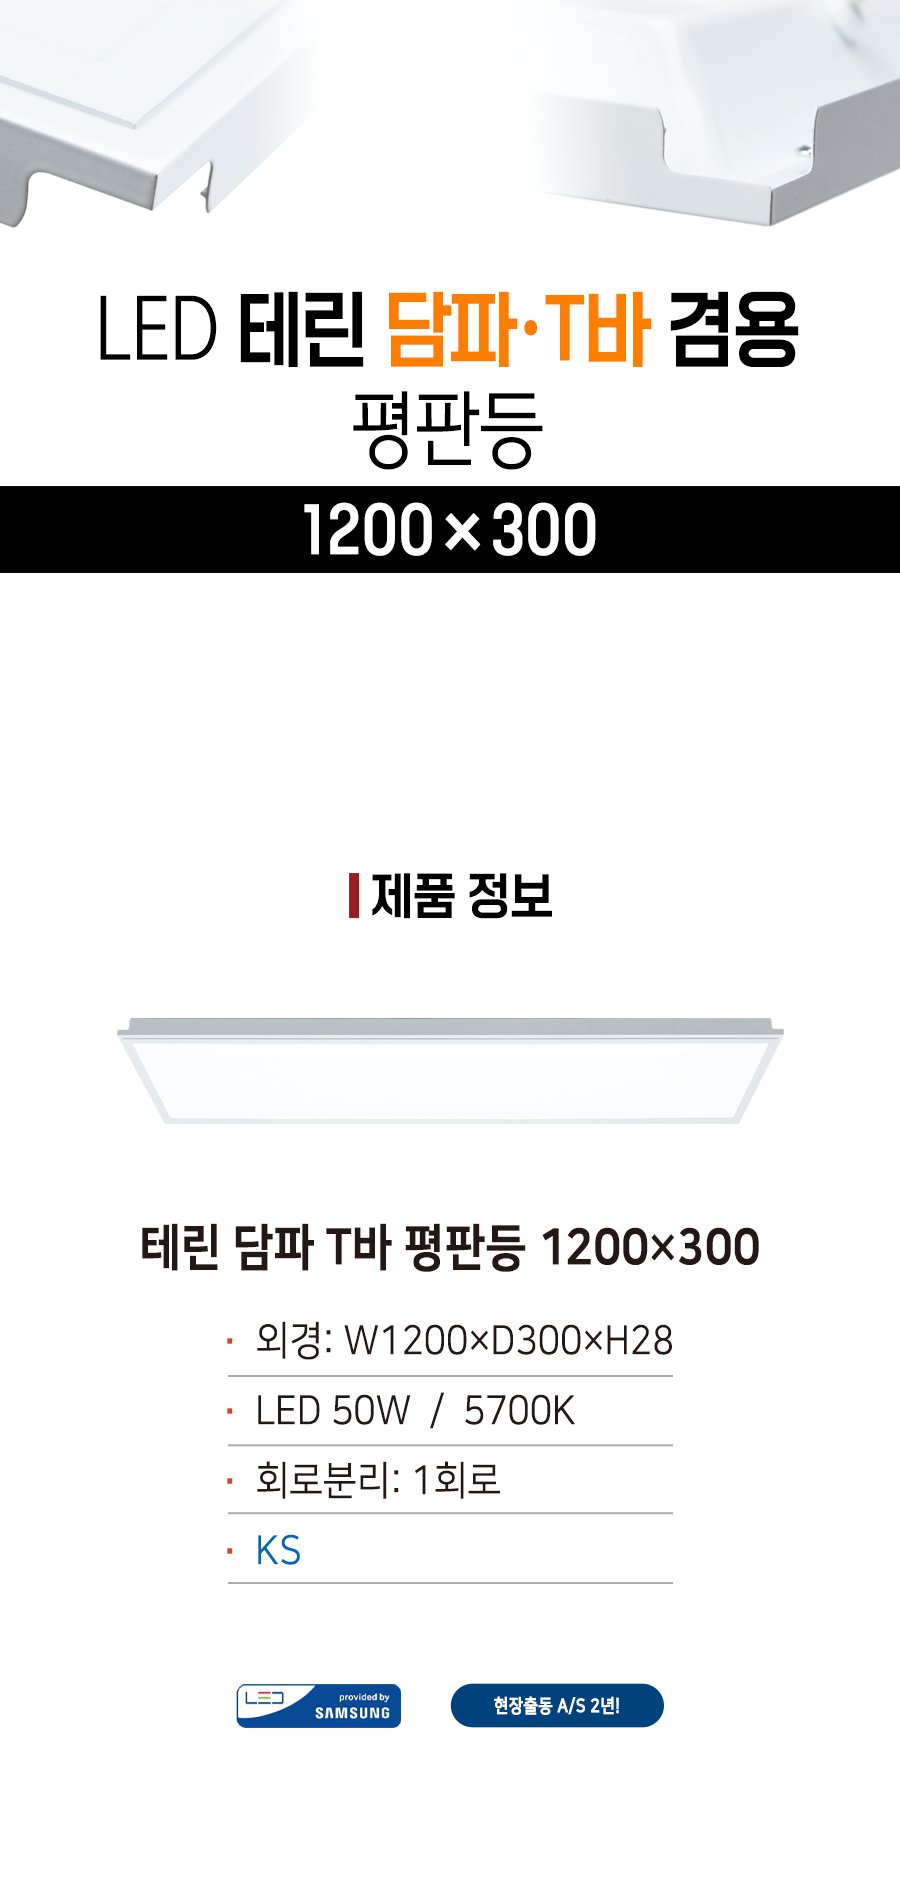 LED 테린 담파·T바 겸용
평판등
1200×300
제품 정보
테린 담파 T바 평판등 1200×300
· 외경: W1200×D300×H28
· LED 50W / 5700K
· 회로분리: 1회로
· KS
LED provided by
SAMSUNG
현장출동 A/S 2년!